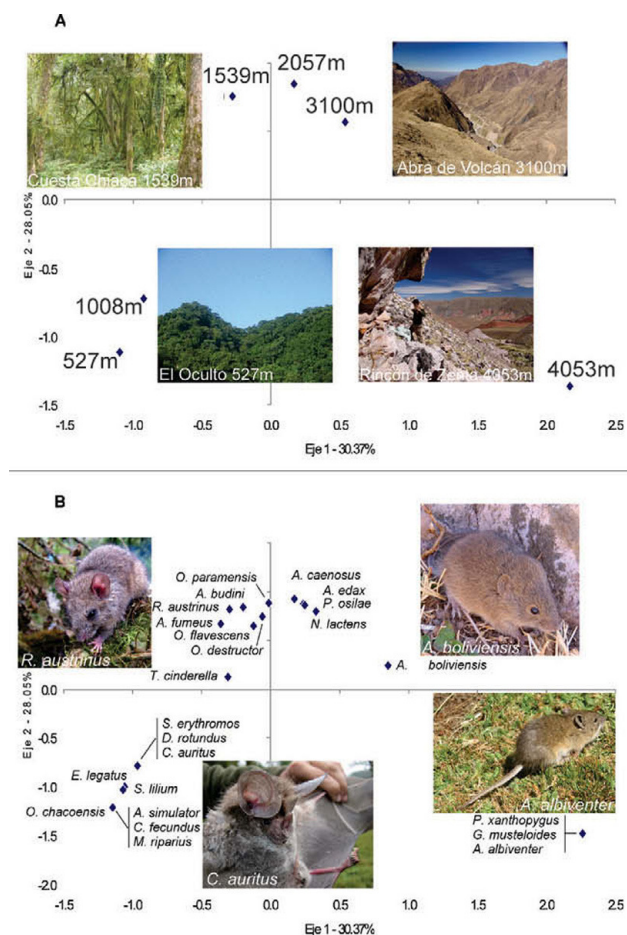 A
1539m
2057m
3100m
Cuesta Chiaca 1539m
Abra de Volcán 3100m
Eje 2 - 28.05%
0.0
-0.5
-1.0
-1.5
1008m
527m
El Oculto 527m
Rincón de Zenta 4053m
4053m
-1.5 -1.0 -0.5 0.0 0.5 1.0 1.5 2.0 2.5
Eje 1 - 30.37%
B
R. austrinus
O. paramensis
A. budini
R. austrinus
A. fumeus
O. flavescens
O. destructor
T. cinderella
A. caenosus
A. edax
P. osilae
N. lactens
A. boliviensis
A. boliviensis
Eje 2 - 28.05%
0.0
-0.5
-1.0
-1.5
-2.0
S. erythromos
D. rotundus
C. auritus
E. legatus
S. lilium
O. chacoensis
A. simulator
C. fecundus
M. riparius
C. auritus
A. albiventer
P. xanthopygus
G. musteloides
A. albiventer
-1.5 -1.0 -0.5 0.0 0.5 1.0 1.5 2.0 2.5
Eje 1 - 30.37%